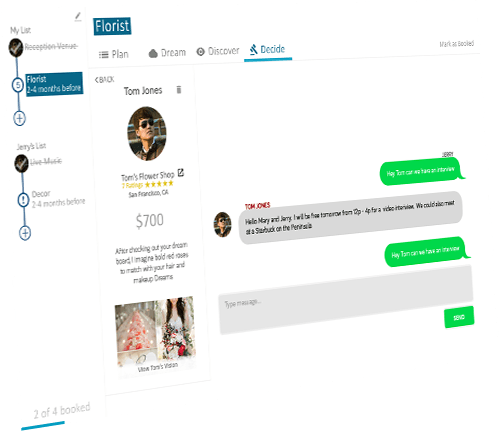 My List
Reception Venue
5
Florist
2-4 months before
Jerry's List
Live Music
Decor
2-4 months before
2 of 4 booked
Florist
Plan
Dream
Discover
Decide
Mark as Booked
< BACK
Tom Jones
Tom's Flower Shop
7 Ratings
San Francisco, CA
$700
After checking out your dream
board, I imagine bold red roses
to match with your hair and
makeup Dreams.
View Tom's Vision
JERRY
Hey Tom can we have an interview
TOM JONES
Hello Mary and Jerry. I will be free tomorrow from 12p - 4p for a video interview. We could also meet
at a Starbuck on the Peninsula
Hey Tom can we have an interview
Type message...
SEND